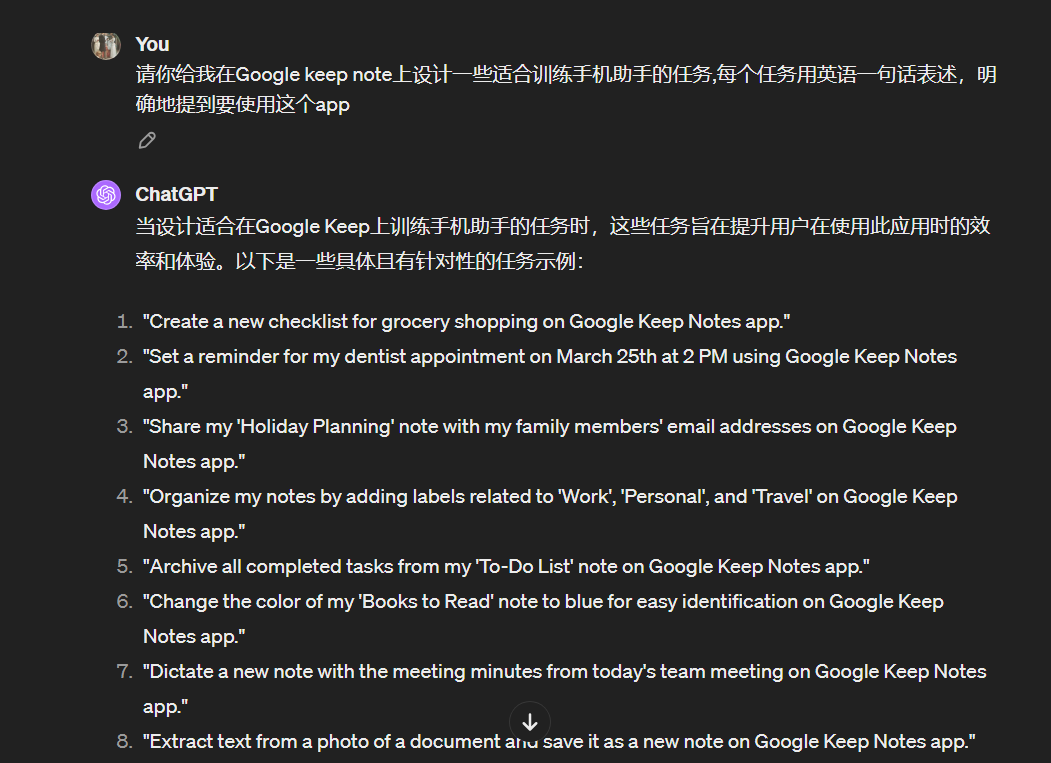 You
请你给我在Google keep note上设计一些适合训练手机助手的任务,每个任务用英语一句话表述，明
确地提到要使用这个app
ChatGPT
当设计适合在Google Keep上训练手机助手的任务时，这些任务旨在提升用户在使用此应用时的效
率和体验。以下是一些具体且有针对性的任务示例：
1. "Create a new checklist for grocery shopping on Google Keep Notes app."
2. "Set a reminder for my dentist appointment on March 25th at 2 PM using Google Keep Notes
app."
3. "Share my 'Holiday Planning' note with my family members' email addresses on Google Keep
Notes app."
4. "Organize my notes by adding labels related to 'Work', 'Personal', and 'Travel' on Google Keep
Notes app."
5. "Archive all completed tasks from my 'To-Do List' note on Google Keep Notes app."
6. "Change the color of my 'Books to Read' note to blue for easy identification on Google Keep
Notes app."
7. "Dictate a new note with the meeting minutes from today's team meeting on Google Keep Notes
app."
8. "Extract text from a photo of a document and save it as a new note on Google Keep Notes app."